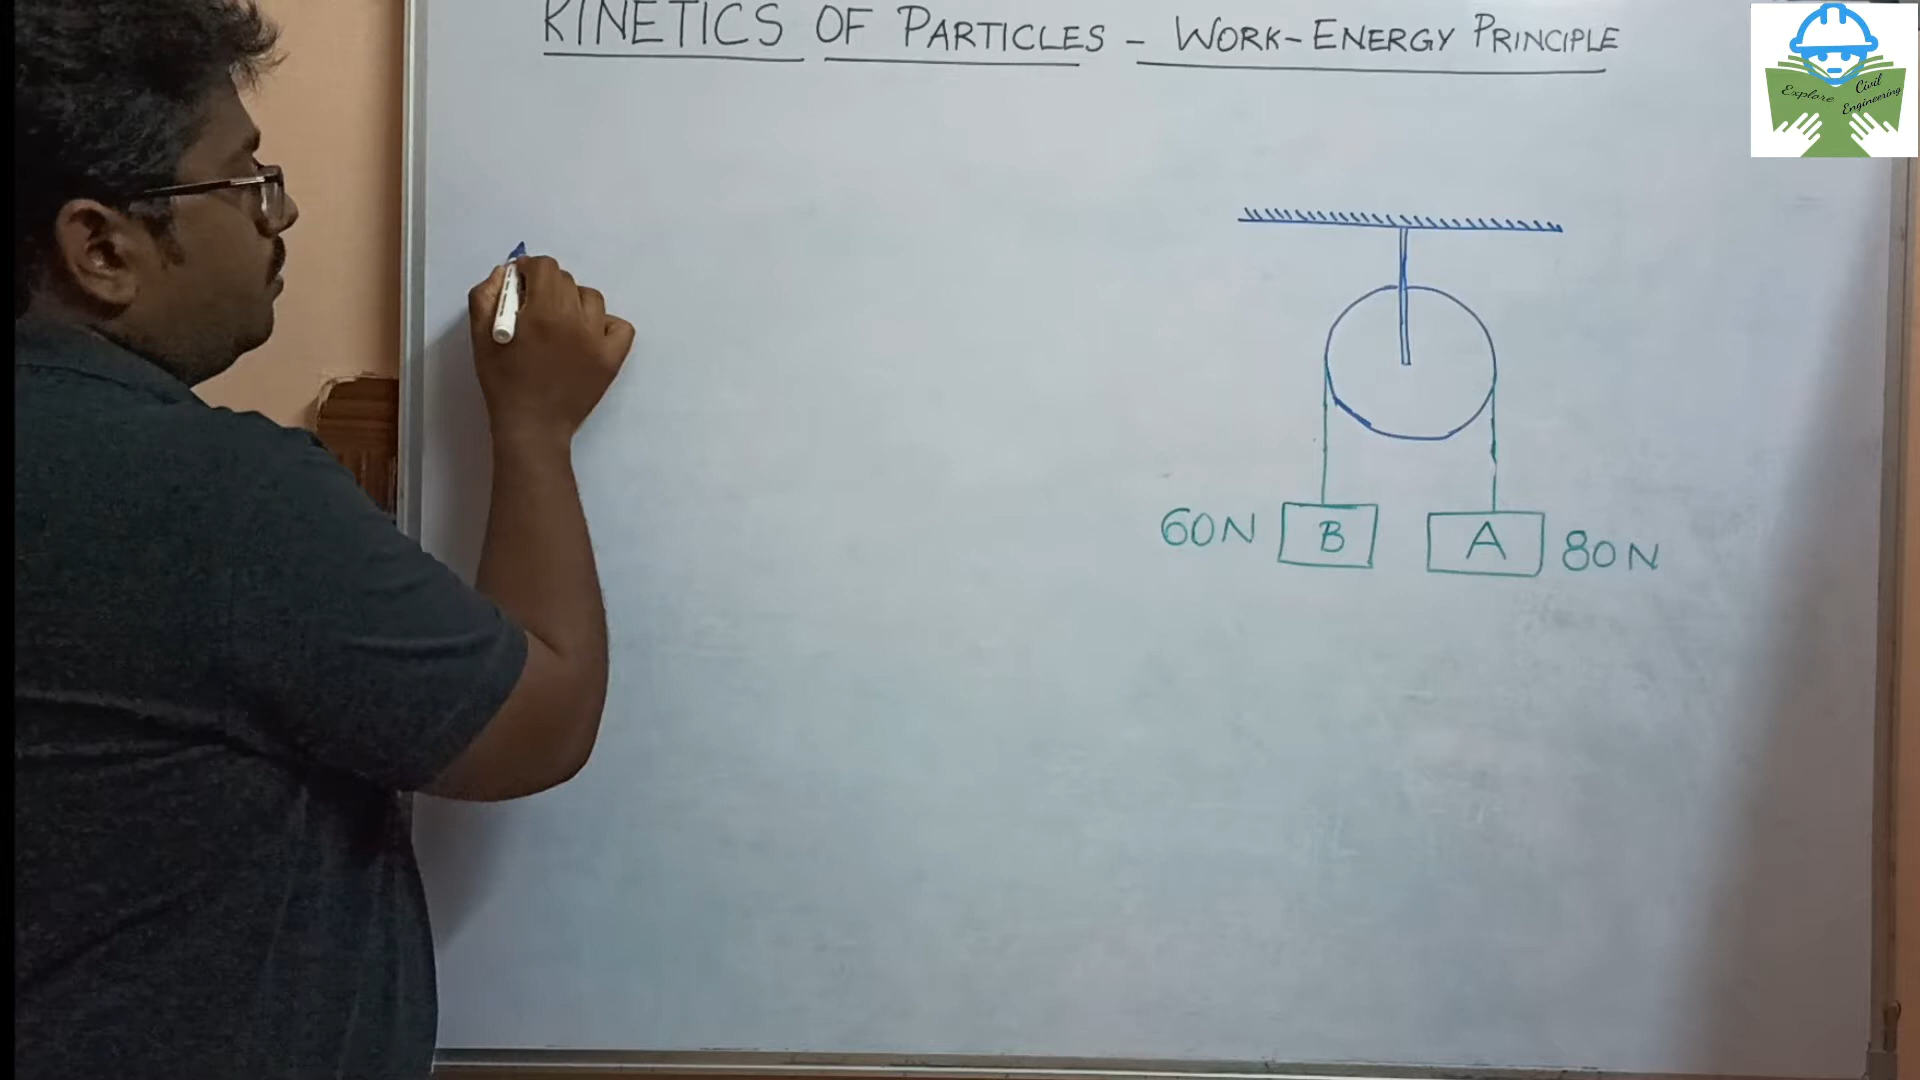 KINETICS OF PARTICLES - WORK-ENERGY PRINCIPLE
Explore Civil Engineering
60N B A 80N